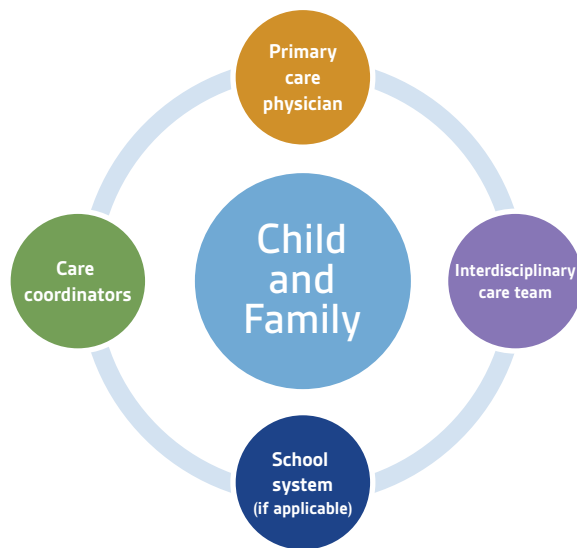 Primary
care
physician
Child
and
Family
Care
coordinators
Interdisciplinary
care team
School
system
(if applicable)